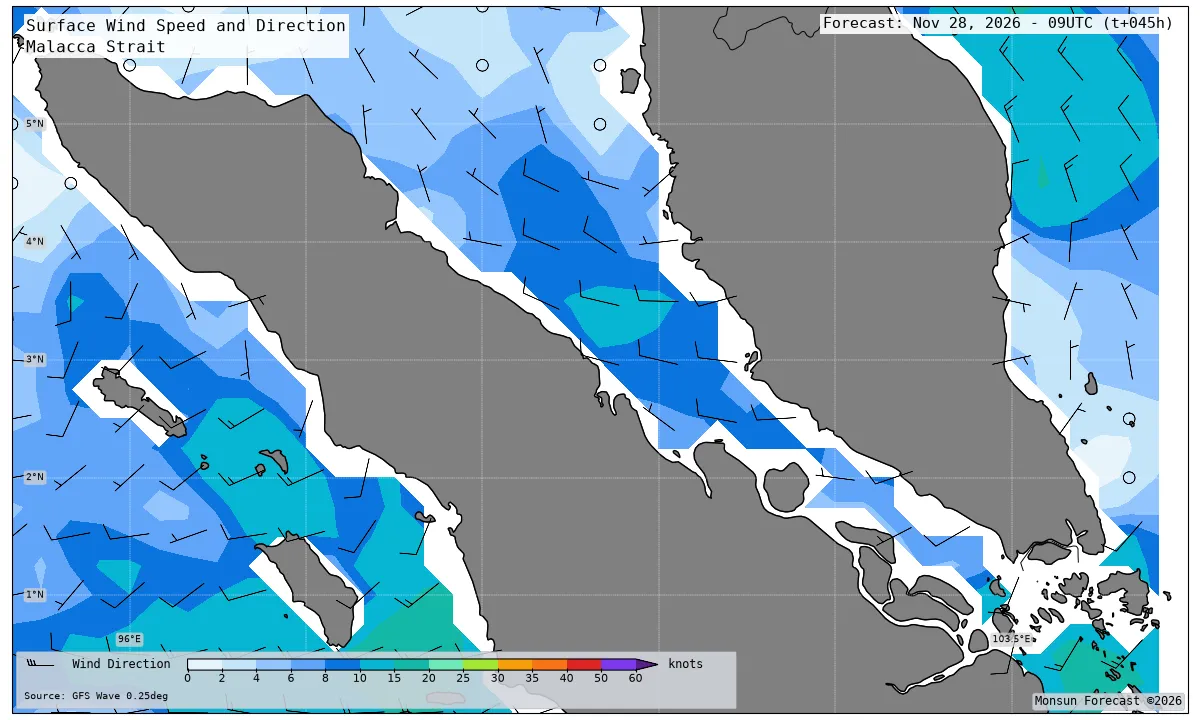 Surface Wind Speed and Direction
Malacca Strait
Forecast: Nov 28, 2026 - 09UTC (t+045h)
5°N
4°N
3°N
2°N
1°N
96°E
103.5°E
Wind Direction
knots
0 2 4 6 8 10 15 20 25 30 35 40 50 60
Source: GFS Wave 0.25deg
Monsun Forecast ©2026